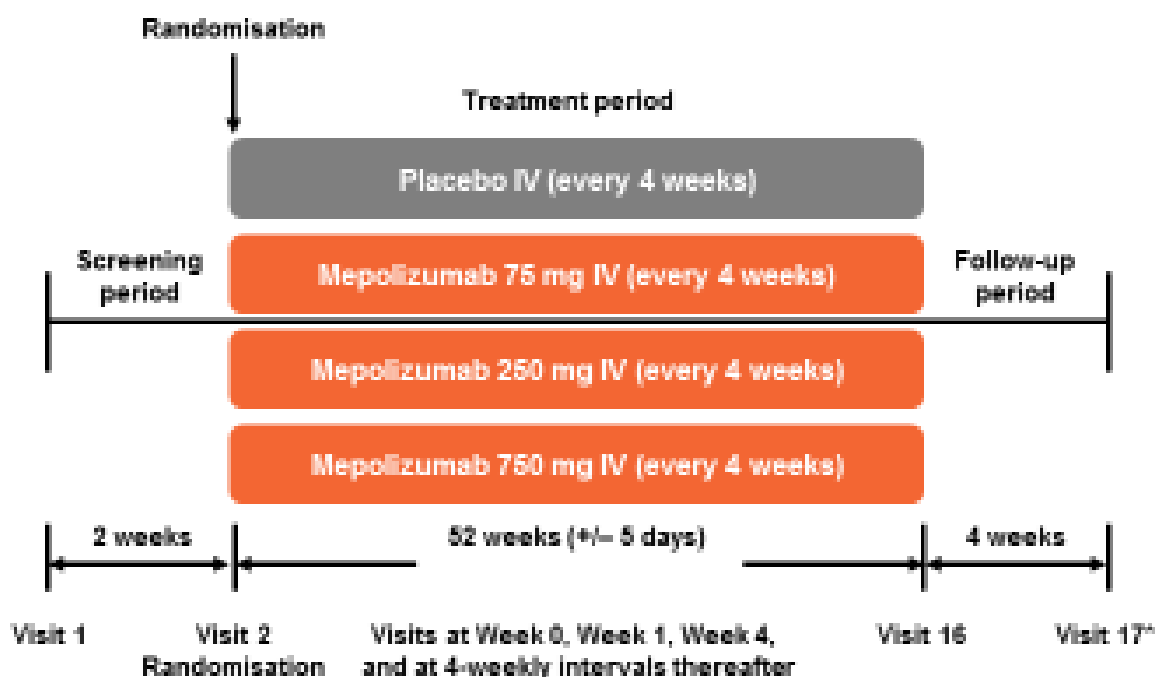 Randomisation
Treatment period
Placebo IV (every 4 weeks)
Screening
period
Mepolizumab 75 mg IV (every 4 weeks)
Follow-up
period
Mepolizumab 250 mg IV (every 4 weeks)
Mepolizumab 750 mg IV (every 4 weeks)
2 weeks
52 weeks (+/– 5 days)
4 weeks
Visit 1
Visit 2
Randomisation
Visits at Week 0, Week 1, Week 4,
and at 4-weekly intervals thereafter
Visit 16
Visit 17^